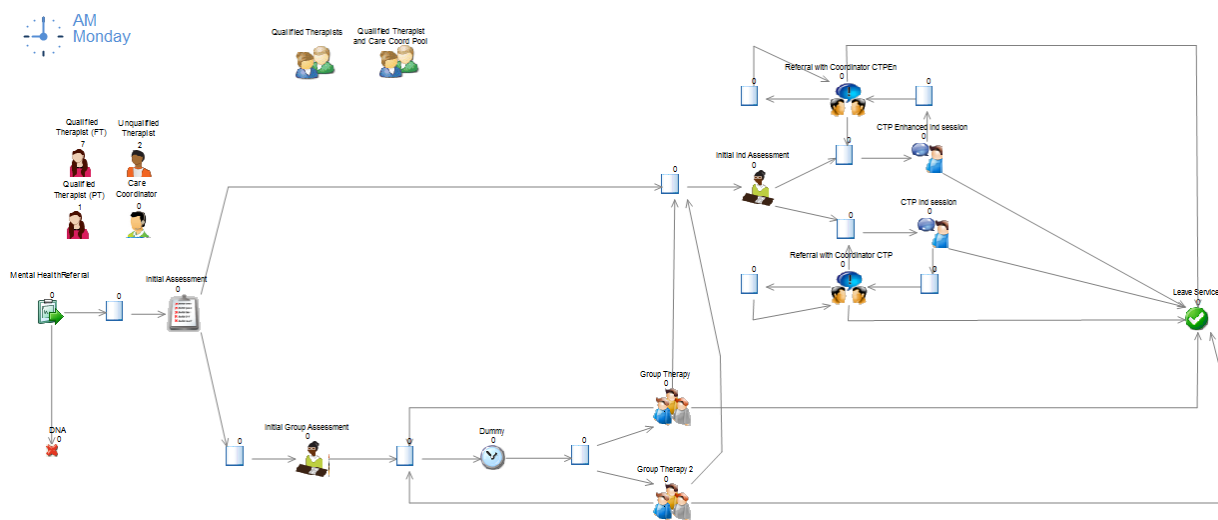 AM
Monday
Qualified Therapists
Qualified Therapist
and Care Coord Pool
Qualified
Therapist (FT)
7
Unqualified
Therapist
2
Qualified
Therapist (PT)
1
Care
Coordinator
0
Mental HealthReferral
0
0
Initial Assessment
0
DNA
0
0
Initial Group Assessment
0
0
Dummy
0
0
Group Therapy
0
Group Therapy 2
0
0
Initial Ind Assessment
0
Referral with Coordinator CTPEn
0
0
0
CTP Enhanced Ind session
0
0
CTP Ind session
0
0
Referral with Coordinator CTP
0
0
0
Leave Service
0